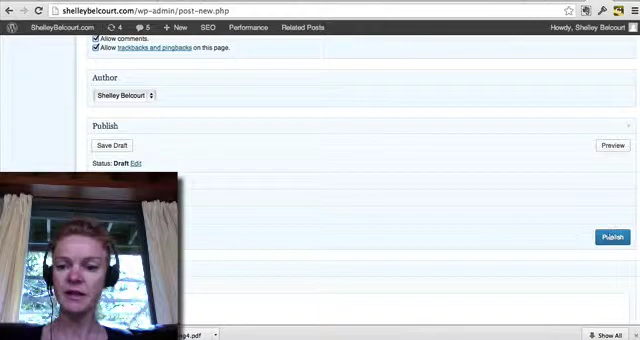 shelleybelcourt.com/wp-admin/post-new.php
ShelleyBelcourt.com 4 5 + New SEO Performance Related Posts Howdy, Shelley Belcourt
Allow comments.
Allow trackbacks and pingbacks on this page.
Author
Shelley Belcourt
Publish
Save Draft Preview
Status: Draft Edit
Publish
4.pdf Show All